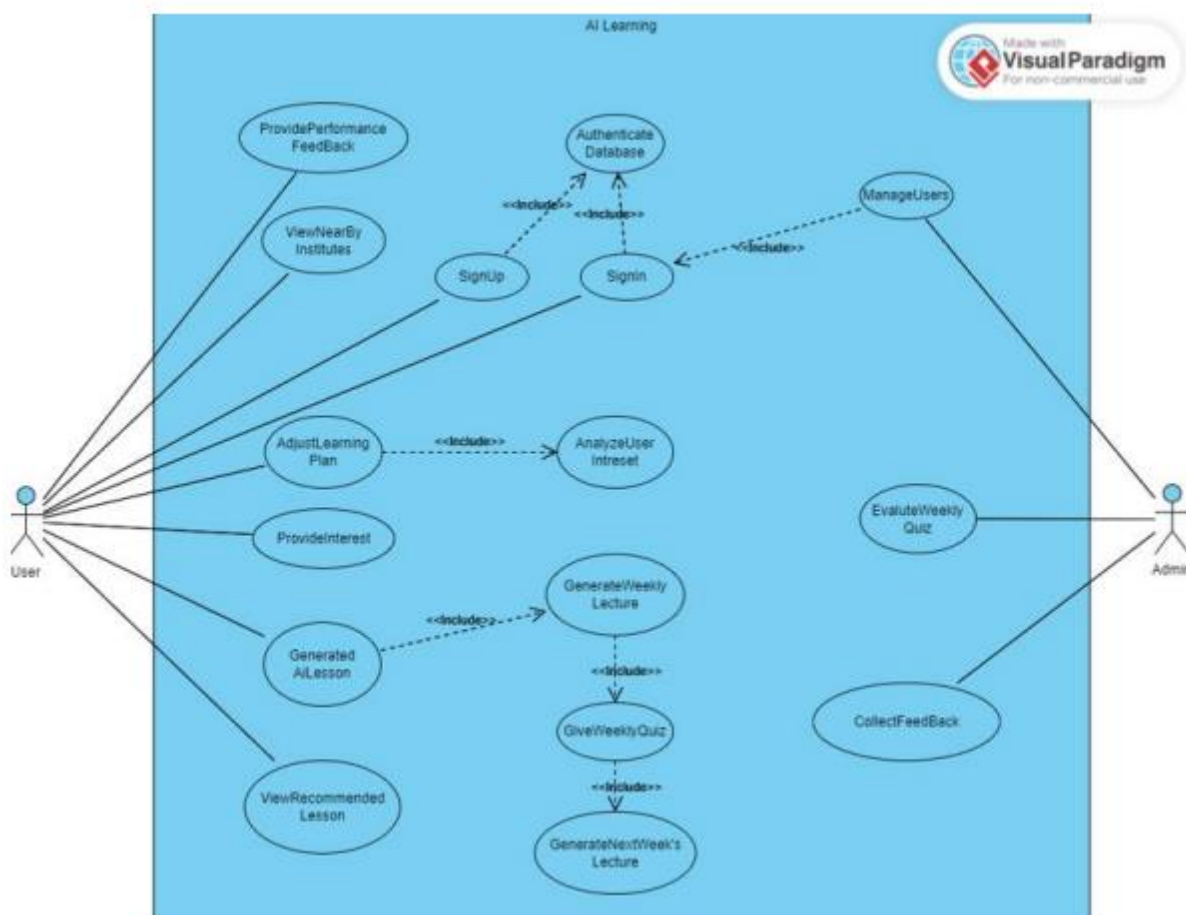 AI Learning
Made with
Visual Paradigm
For non-commercial use
ProvidePerformance
FeedBack
Authenticate
Database
ManageUsers
<<Include>>
<<Include>>
<<Include>>
ViewNearBy
Institutes
SignUp
SignIn
AdjustLearning
Plan
<<Include>>
AnalyzeUser
Intreset
EvaluteWeekly
Quiz
ProvideInterest
User
Admin
GenerateWeekly
Lecture
<<Include>>
Generated
AiLesson
<<Include>>
GiveWeeklyQuiz
CollectFeedBack
<<Include>>
ViewRecommended
Lesson
GenerateNextWeek's
Lecture